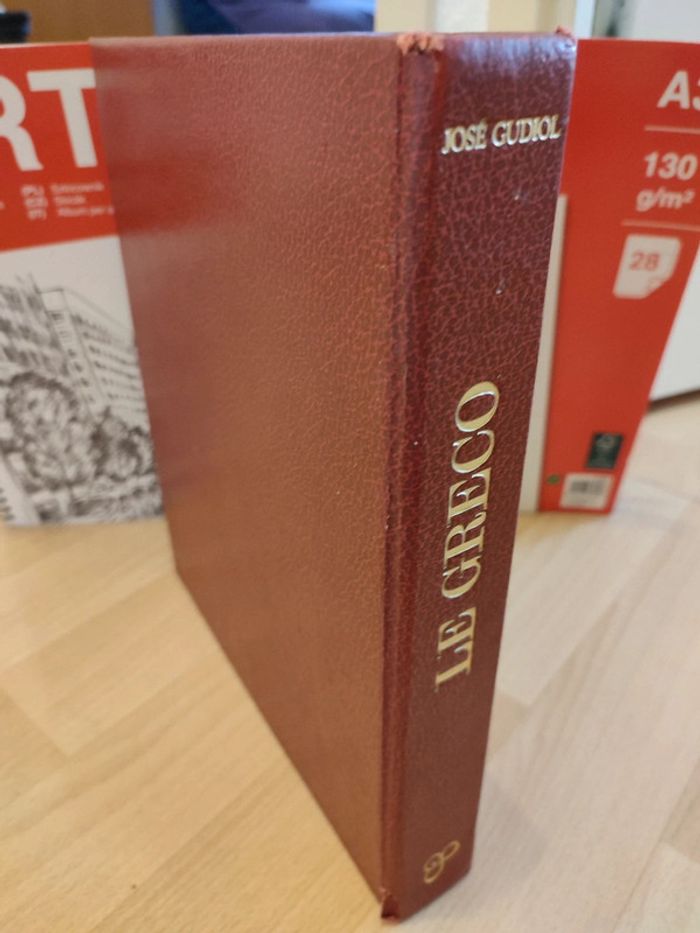 RT
JOSÉ GUDIOL
LE GRECO
A3
130
g/m²
28